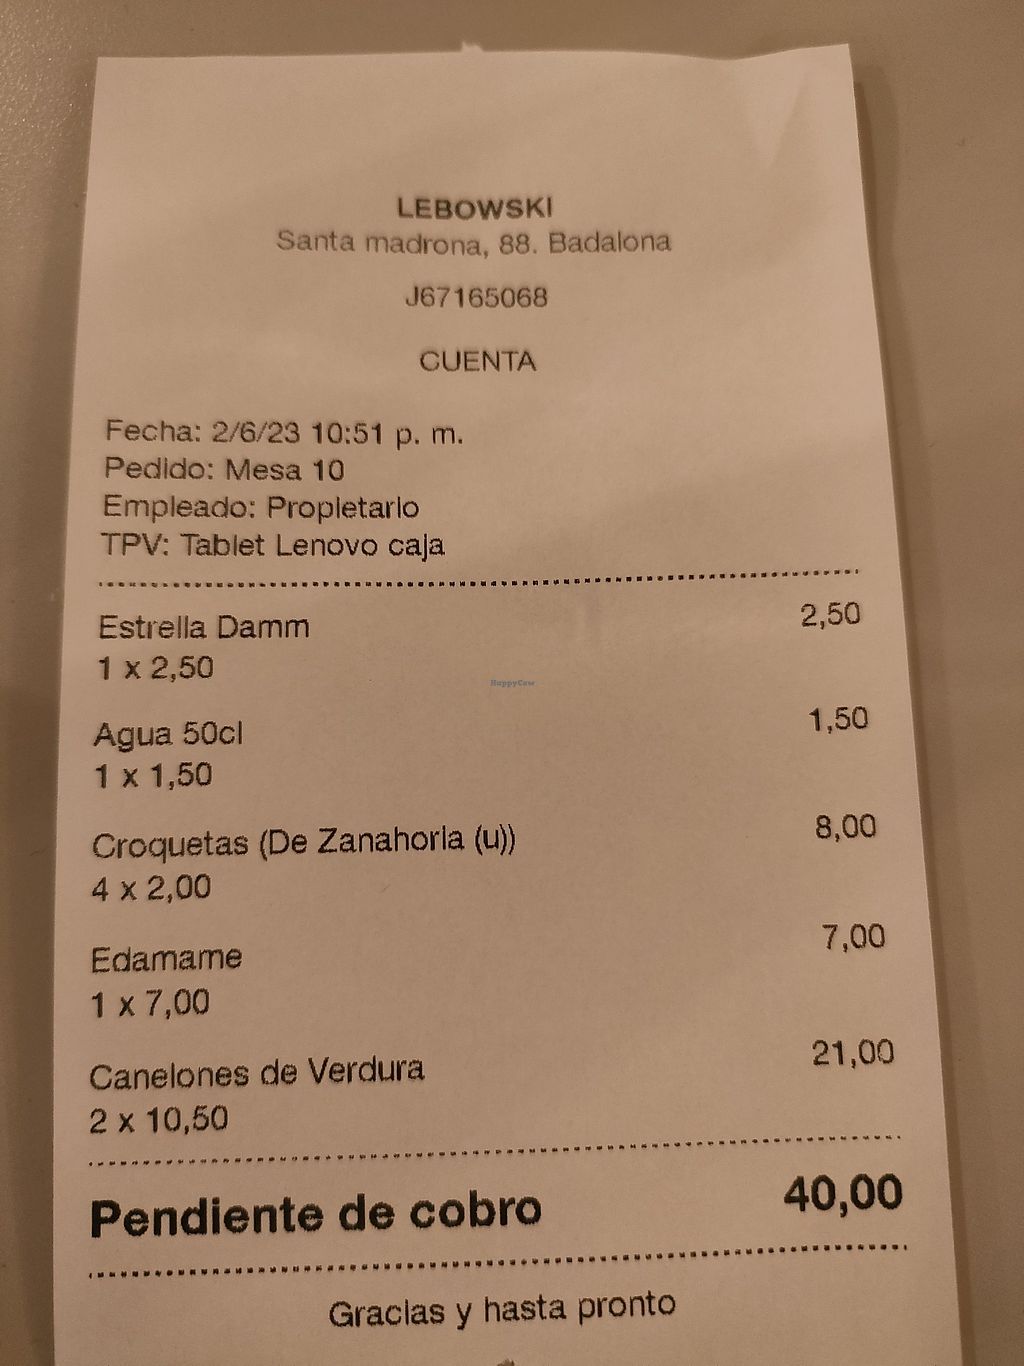 LEBOWSKI
Santa madrona, 88. Badalona
J67165068
CUENTA
Fecha: 2/6/23 10:51 p. m.
Pedido: Mesa 10
Empleado: Propietario
TPV: Tablet Lenovo caja
Estrella Damm 2,50
1 x 2,50
HappyCow
Agua 50cl 1,50
1 x 1,50
Croquetas (De Zanahoria (u)) 8,00
4 x 2,00
Edamame 7,00
1 x 7,00
Canelones de Verdura 21,00
2 x 10,50
Pendiente de cobro 40,00
Gracias y hasta pronto